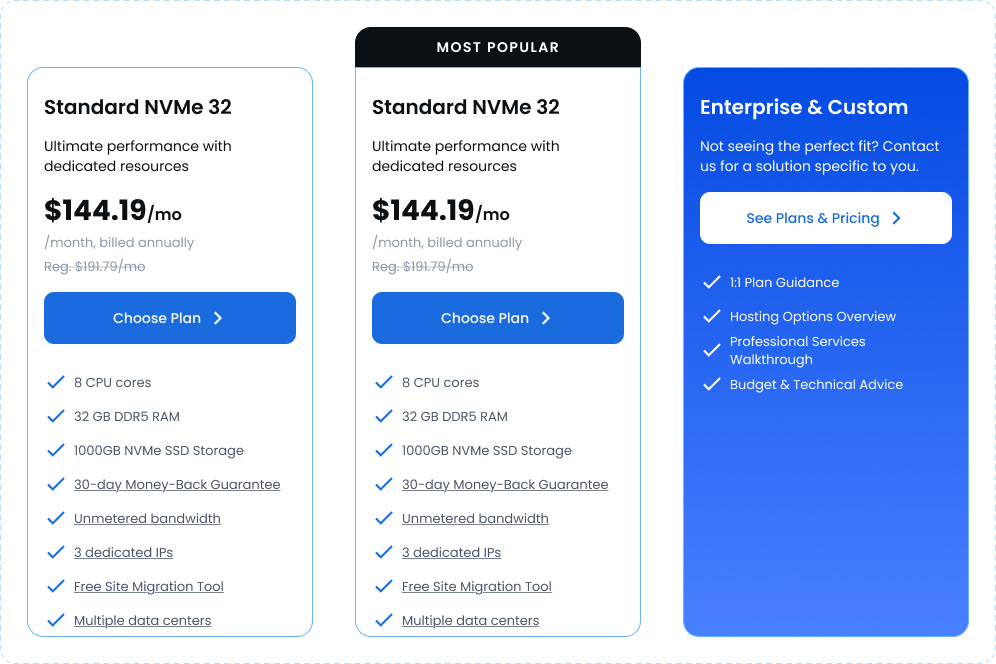 Standard NVMe 32
Ultimate performance with
dedicated resources
$144.19/mo
/month, billed annually
Reg. $191.79/mo
Choose Plan
8 CPU cores
32 GB DDR5 RAM
1000GB NVMe SSD Storage
30-day Money-Back Guarantee
Unmetered bandwidth
3 dedicated IPs
Free Site Migration Tool
Multiple data centers
MOST POPULAR
Standard NVMe 32
Ultimate performance with
dedicated resources
$144.19/mo
/month, billed annually
Reg. $191.79/mo
Choose Plan
8 CPU cores
32 GB DDR5 RAM
1000GB NVMe SSD Storage
30-day Money-Back Guarantee
Unmetered bandwidth
3 dedicated IPs
Free Site Migration Tool
Multiple data centers
Enterprise & Custom
Not seeing the perfect fit? Contact
us for a solution specific to you.
See Plans & Pricing
1:1 Plan Guidance
Hosting Options Overview
Professional Services
Walkthrough
Budget & Technical Advice